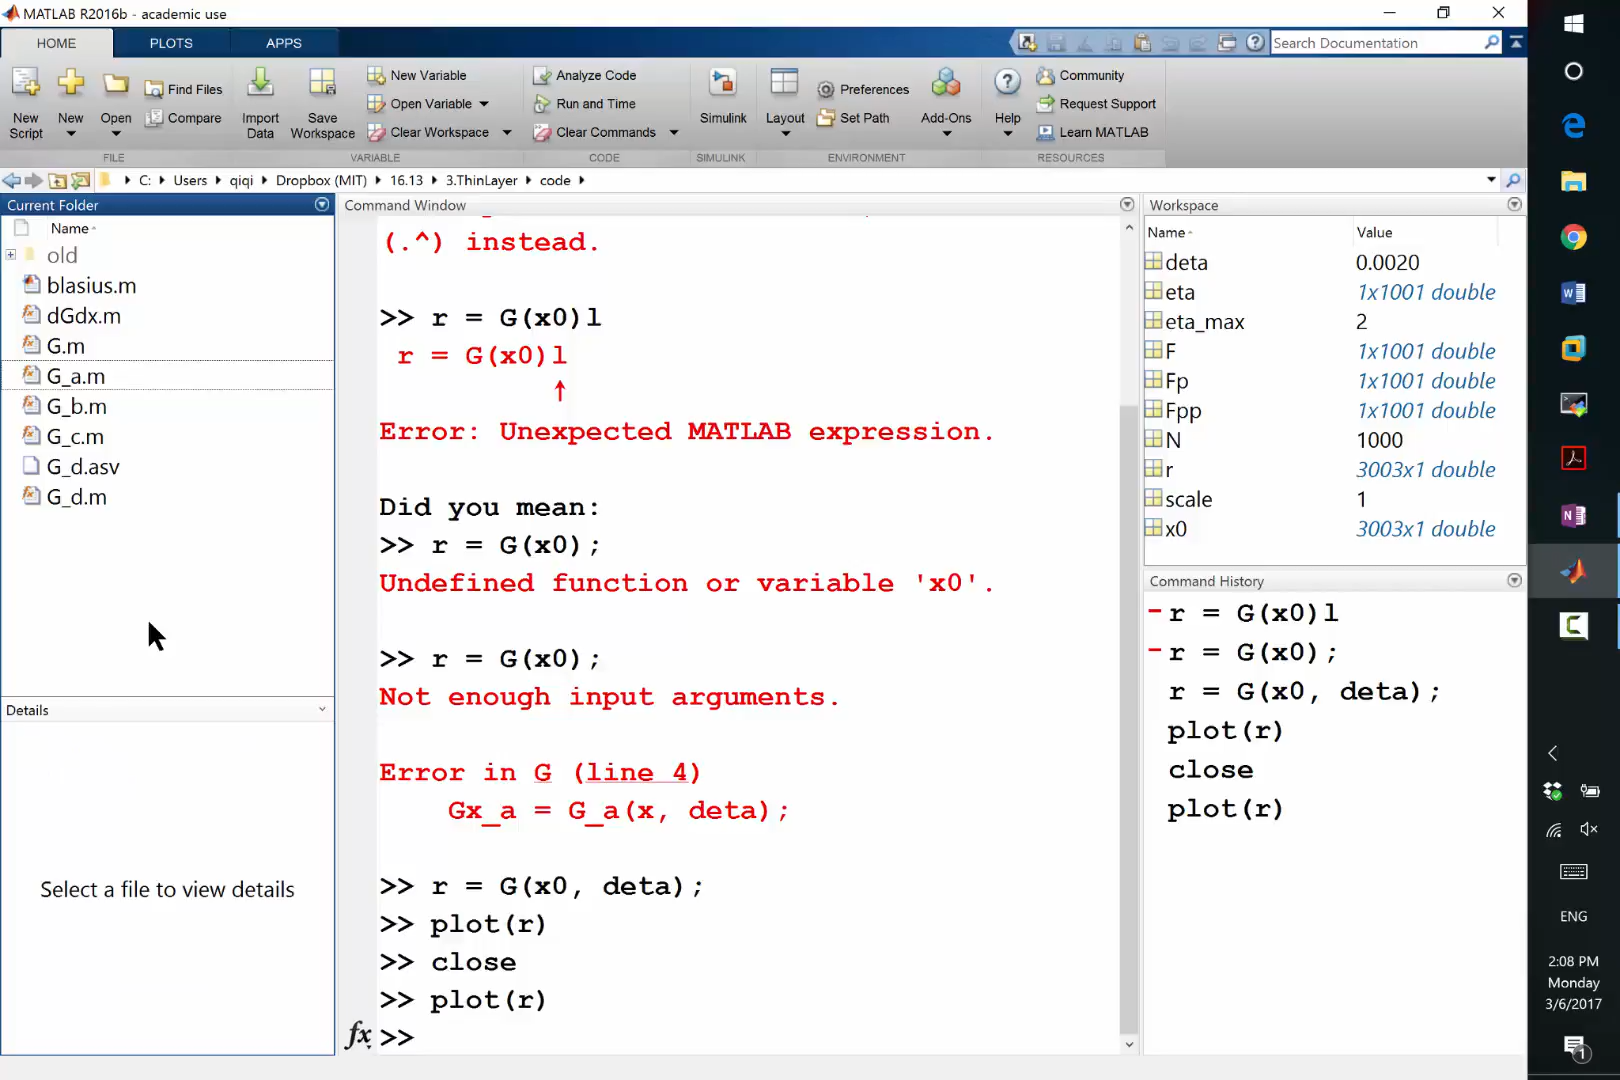 MATLAB R2016b - academic use
HOME
PLOTS
APPS
Search Documentation
New Script
New
Open
Find Files
Compare
Import Data
Save Workspace
New Variable
Open Variable
Clear Workspace
Analyze Code
Run and Time
Clear Commands
Simulink
Layout
Preferences
Set Path
Add-Ons
Help
Community
Request Support
Learn MATLAB
FILE
VARIABLE
CODE
SIMULINK
ENVIRONMENT
RESOURCES
C: Users qiqi Dropbox (MIT) 16.13 3.ThinLayer code
Current Folder
Name
old
blasius.m
dGdx.m
G.m
G_a.m
G_b.m
G_c.m
G_d.asv
G_d.m
Details
Select a file to view details
Command Window
(.^) instead.
>> r = G(x0)l
r = G(x0)l
↑
Error: Unexpected MATLAB expression.
Did you mean:
>> r = G(x0);
Undefined function or variable 'x0'.
>> r = G(x0);
Not enough input arguments.
Error in G (line 4)
Gx_a = G_a(x, deta);
>> r = G(x0, deta);
>> plot(r)
>> close
>> plot(r)
fx >>
Workspace
Name Value
deta 0.0020
eta 1x1001 double
eta_max 2
F 1x1001 double
Fp 1x1001 double
Fpp 1x1001 double
N 1000
r 3003x1 double
scale 1
x0 3003x1 double
Command History
r = G(x0)l
r = G(x0);
r = G(x0, deta);
plot(r)
close
plot(r)
ENG
2:08 PM
Monday
3/6/2017
1